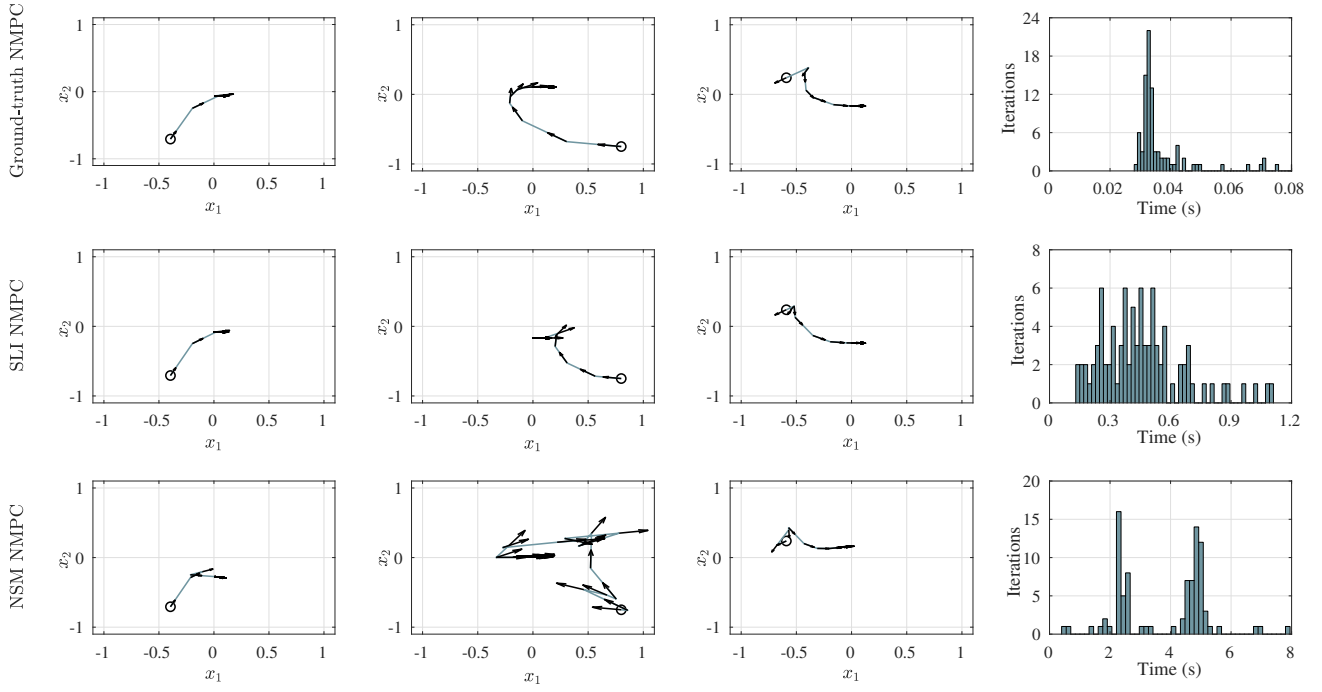 Ground-truth NMPC
1
0
-1
x2
-1 -0.5 0 0.5 1
x1
1
0
-1
x2
-1 -0.5 0 0.5 1
x1
1
0
-1
x2
-1 -0.5 0 0.5 1
x1
24
18
12
6
0
Iterations
0 0.02 0.04 0.06 0.08
Time (s)
SLI NMPC
1
0
-1
x2
-1 -0.5 0 0.5 1
x1
1
0
-1
x2
-1 -0.5 0 0.5 1
x1
1
0
-1
x2
-1 -0.5 0 0.5 1
x1
8
6
4
2
0
Iterations
0 0.3 0.6 0.9 1.2
Time (s)
NSM NMPC
1
0
-1
x2
-1 -0.5 0 0.5 1
x1
1
0
-1
x2
-1 -0.5 0 0.5 1
x1
1
0
-1
x2
-1 -0.5 0 0.5 1
x1
20
15
10
5
0
Iterations
0 2 4 6 8
Time (s)